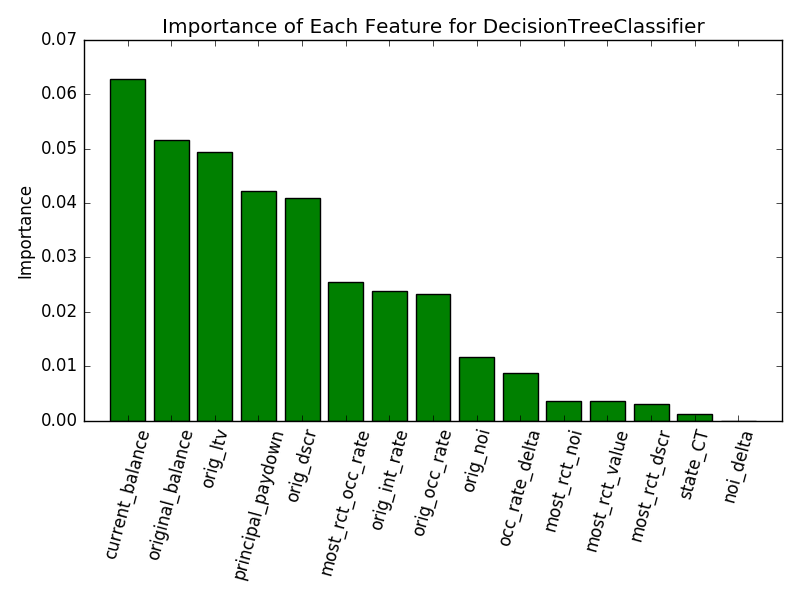 Importance of Each Feature for DecisionTreeClassifier
0.07
0.06
0.05
0.04
0.03
0.02
0.01
0.00
Importance
current_balance
original_balance
orig_ltv
principal_paydown
orig_dscr
most_rct_occ_rate
orig_int_rate
orig_occ_rate
orig_noi
occ_rate_delta
most_rct_noi
most_rct_value
most_rct_dscr
state_CT
noi_delta